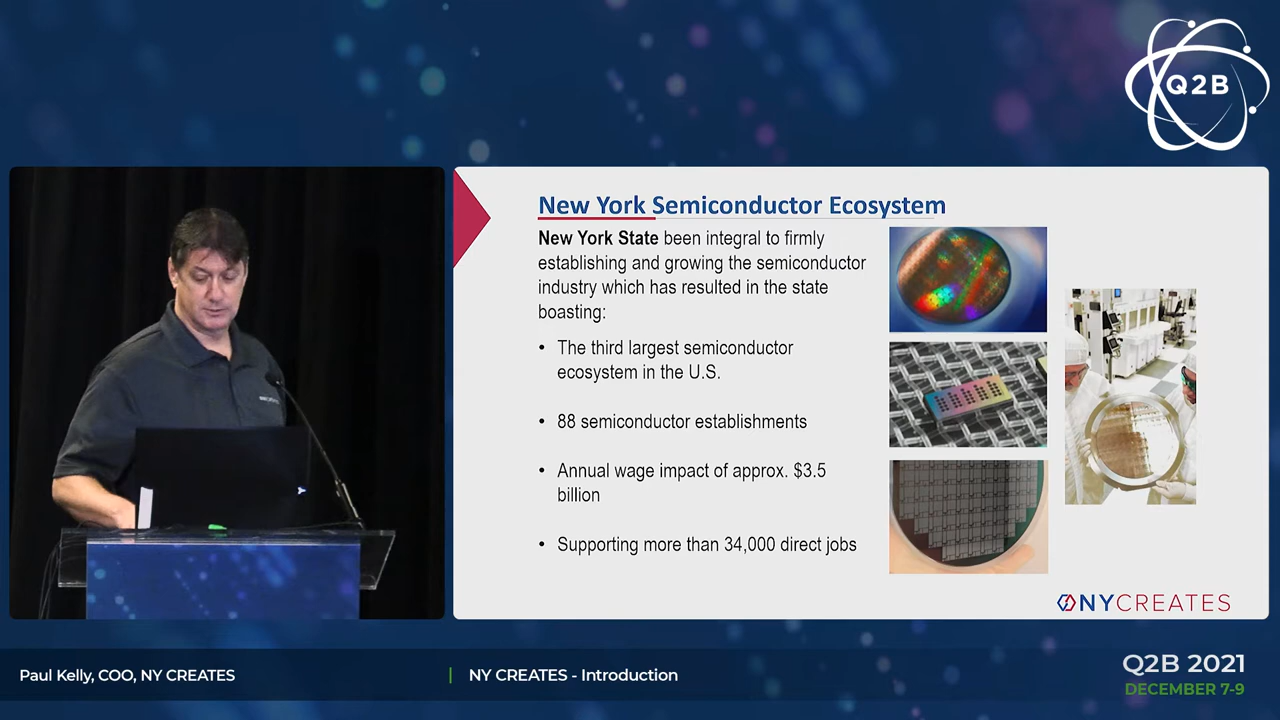 Q2B
New York Semiconductor Ecosystem
New York State been integral to firmly
establishing and growing the semiconductor
industry which has resulted in the state
boasting:
• The third largest semiconductor
ecosystem in the U.S.
• 88 semiconductor establishments
• Annual wage impact of approx. $3.5
billion
• Supporting more than 34,000 direct jobs
NYCREATES
Paul Kelly, COO, NY CREATES
| NY CREATES - Introduction
Q2B 2021
DECEMBER 7-9